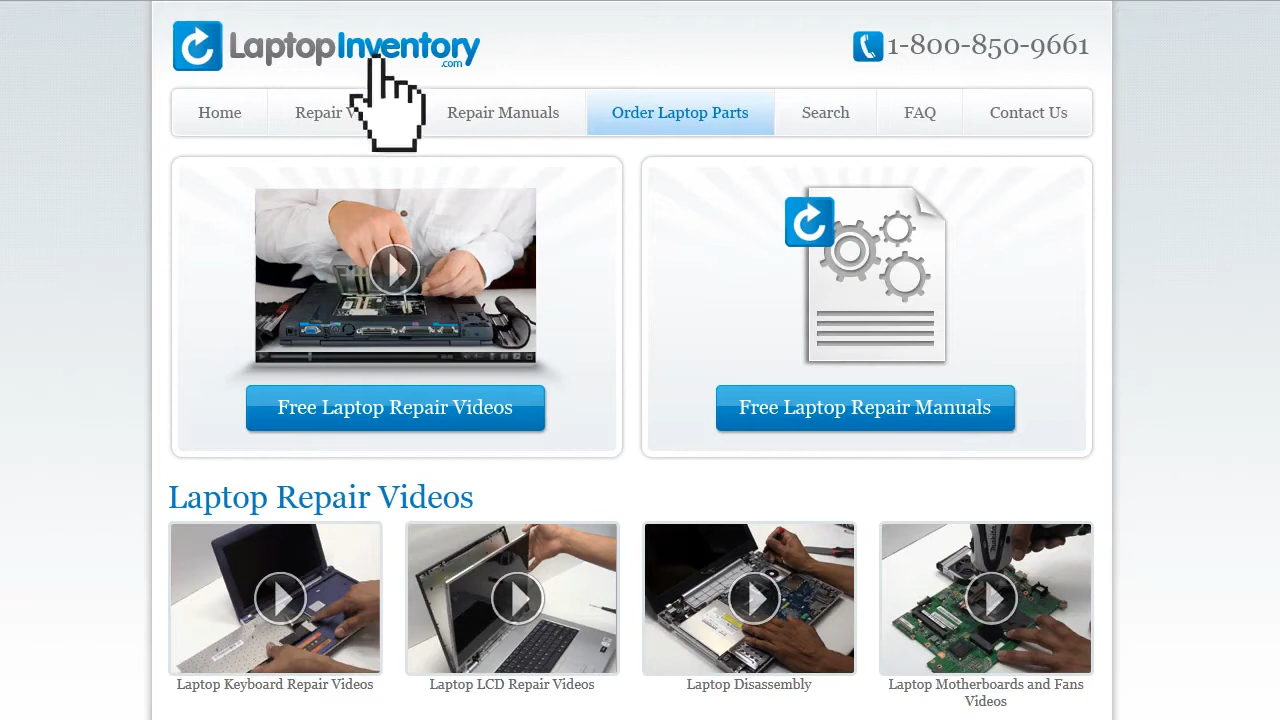 LaptopInventory
.com
1-800-850-9661
Home
Repair V
Repair Manuals
Order Laptop Parts
Search
FAQ
Contact Us
Free Laptop Repair Videos
Free Laptop Repair Manuals
Laptop Repair Videos
Laptop Keyboard Repair Videos
Laptop LCD Repair Videos
Laptop Disassembly
Laptop Motherboards and Fans
Videos